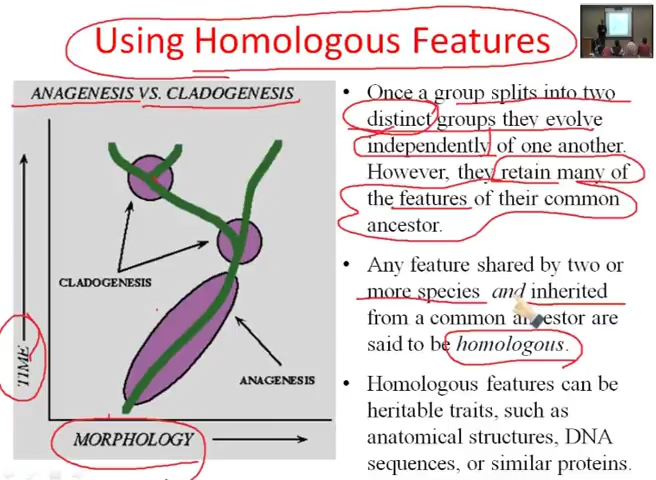 Using Homologous Features
ANAGENESIS VS. CLADOGENESIS
CLADOGENESIS
ANAGENESIS
TIME
MORPHOLOGY
• Once a group splits into two
distinct groups they evolve
independently of one another.
However, they retain many of
the features of their common
ancestor.
• Any feature shared by two or
more species and inherited
from a common ancestor are
said to be homologous.
• Homologous features can be
heritable traits, such as
anatomical structures, DNA
sequences, or similar proteins.